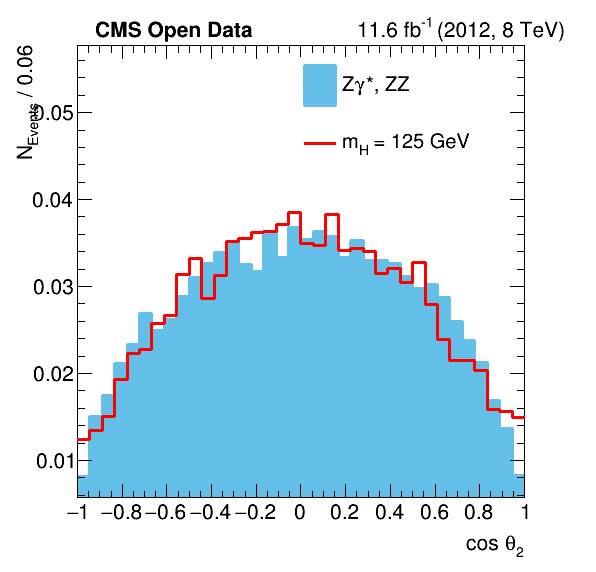 CMS Open Data 11.6 fb⁻¹ (2012, 8 TeV)
N_Events / 0.06
Zγ*, ZZ
m_H = 125 GeV
0.05
0.04
0.03
0.02
0.01
−1 −0.8 −0.6 −0.4 −0.2 0 0.2 0.4 0.6 0.8 1
cos θ₂